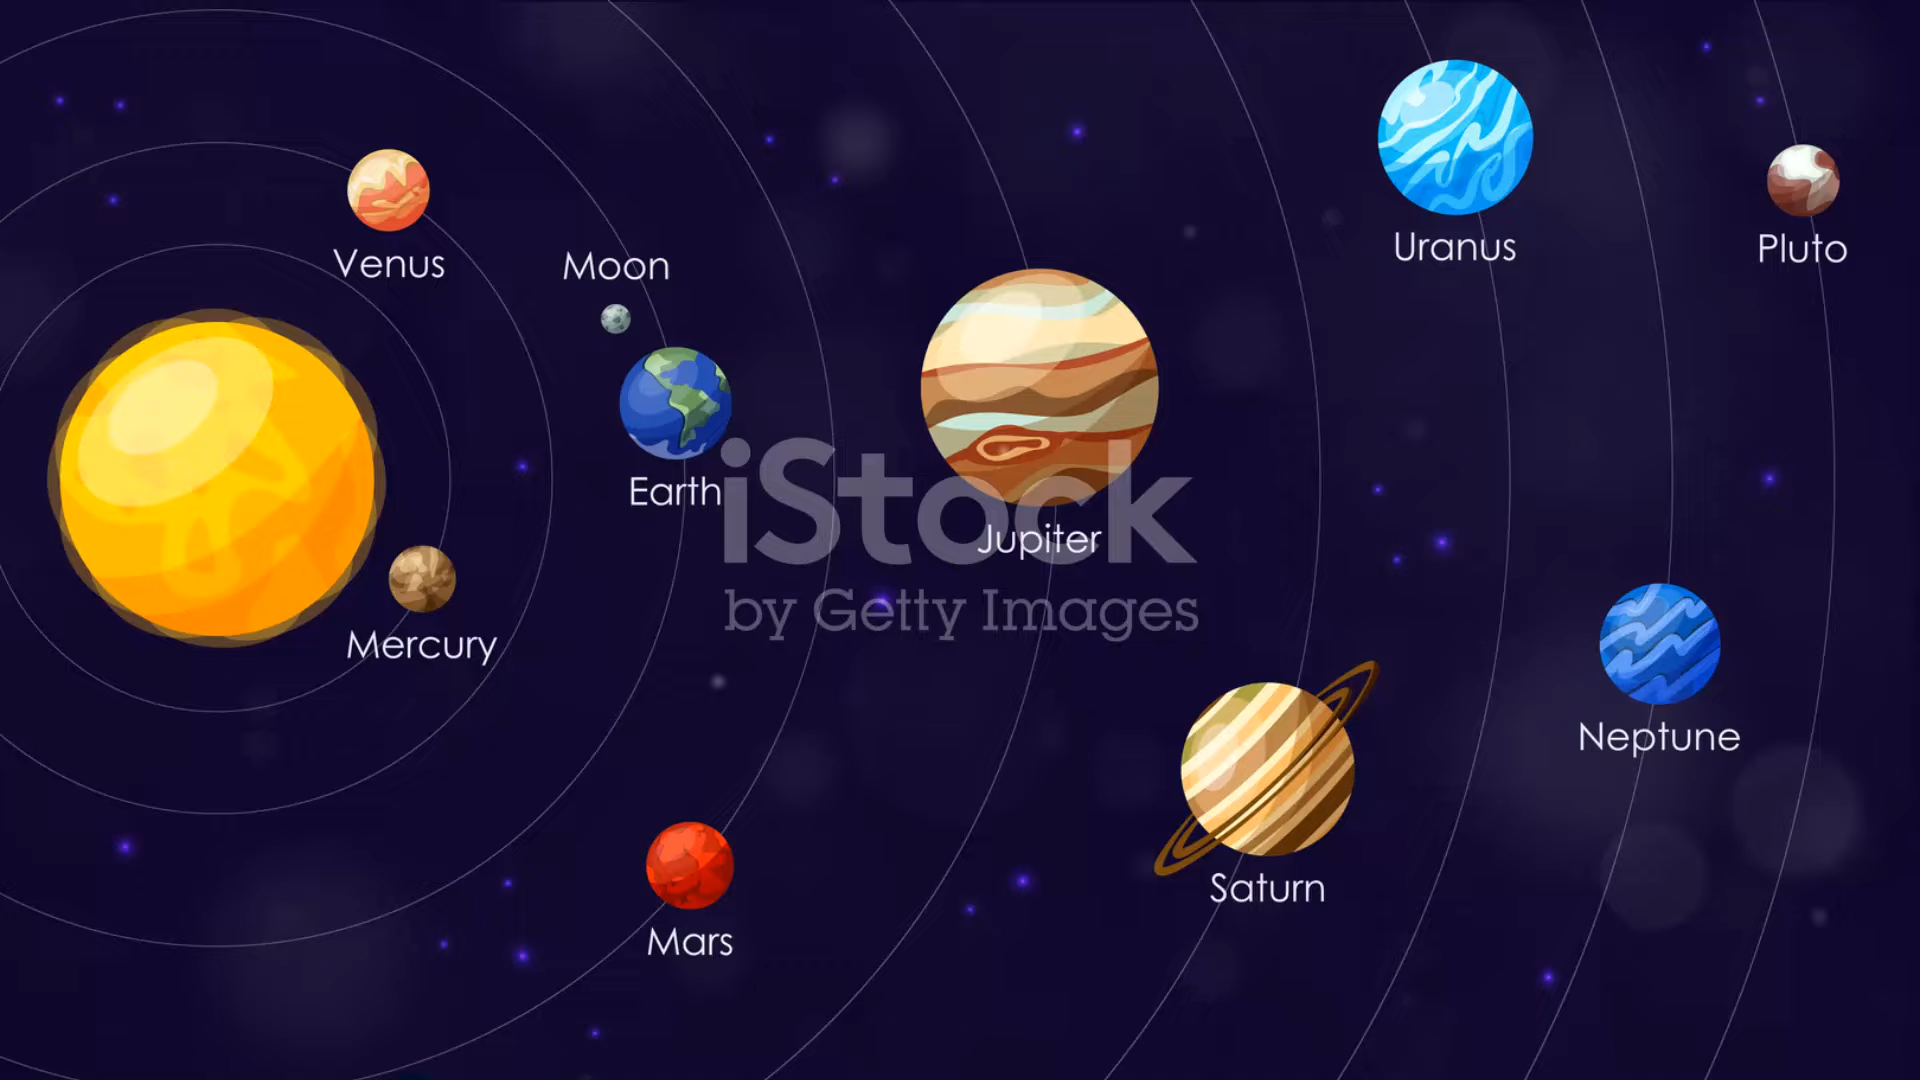 Venus
Moon
Uranus
Pluto
Earth
iStock
by Getty Images
Jupiter
Mercury
Neptune
Saturn
Mars